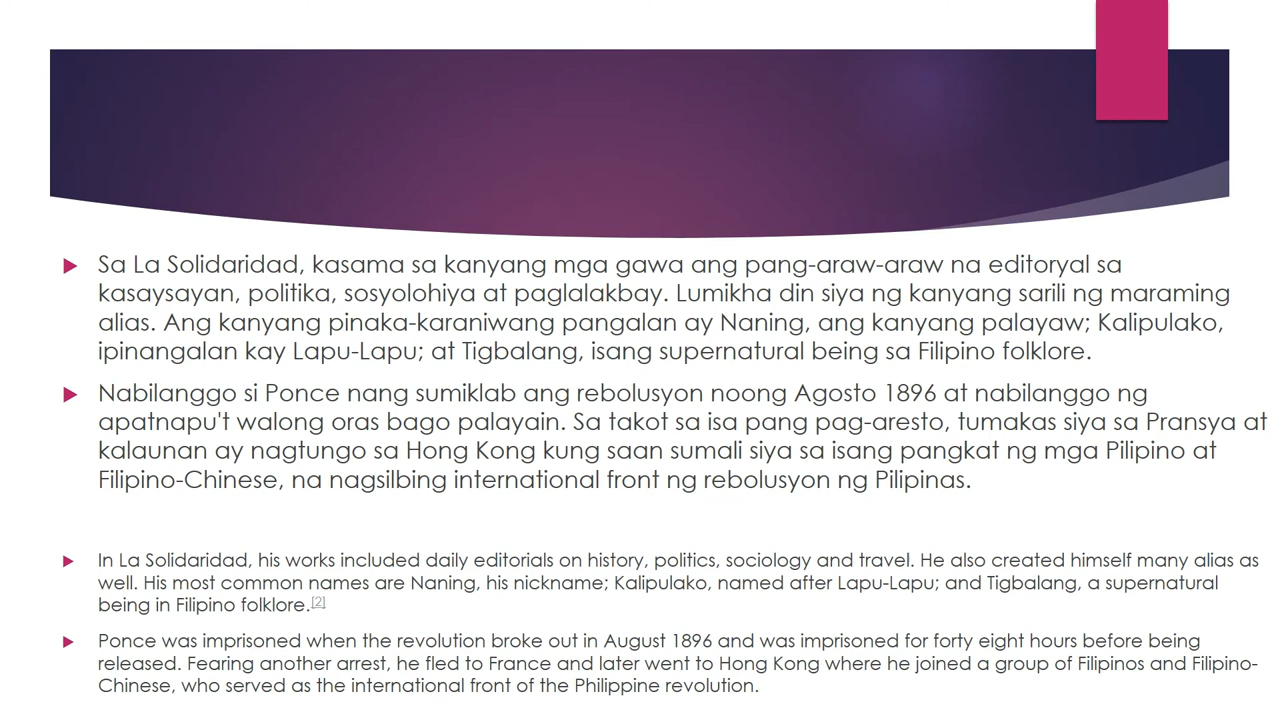 Sa La Solidaridad, kasama sa kanyang mga gawa ang pang-araw-araw na editoryal sa
kasaysayan, politika, sosyolohiya at paglalakbay. Lumikha din siya ng kanyang sarili ng maraming
alias. Ang kanyang pinaka-karaniwang pangalan ay Naning, ang kanyang palayaw; Kalipulako,
ipinangalan kay Lapu-Lapu; at Tigbalang, isang supernatural being sa Filipino folklore.
Nabilanggo si Ponce nang sumiklab ang rebolusyon noong Agosto 1896 at nabilanggo ng
apatnapu't walong oras bago palayain. Sa takot sa isa pang pag-aresto, tumakas siya sa Pransya at
kalaunan ay nagtungo sa Hong Kong kung saan sumali siya sa isang pangkat ng mga Pilipino at
Filipino-Chinese, na nagsilbing international front ng rebolusyon ng Pilipinas.
In La Solidaridad, his works included daily editorials on history, politics, sociology and travel. He also created himself many alias as
well. His most common names are Naning, his nickname; Kalipulako, named after Lapu-Lapu; and Tigbalang, a supernatural
being in Filipino folklore.[2]
Ponce was imprisoned when the revolution broke out in August 1896 and was imprisoned for forty eight hours before being
released. Fearing another arrest, he fled to France and later went to Hong Kong where he joined a group of Filipinos and Filipino-
Chinese, who served as the international front of the Philippine revolution.